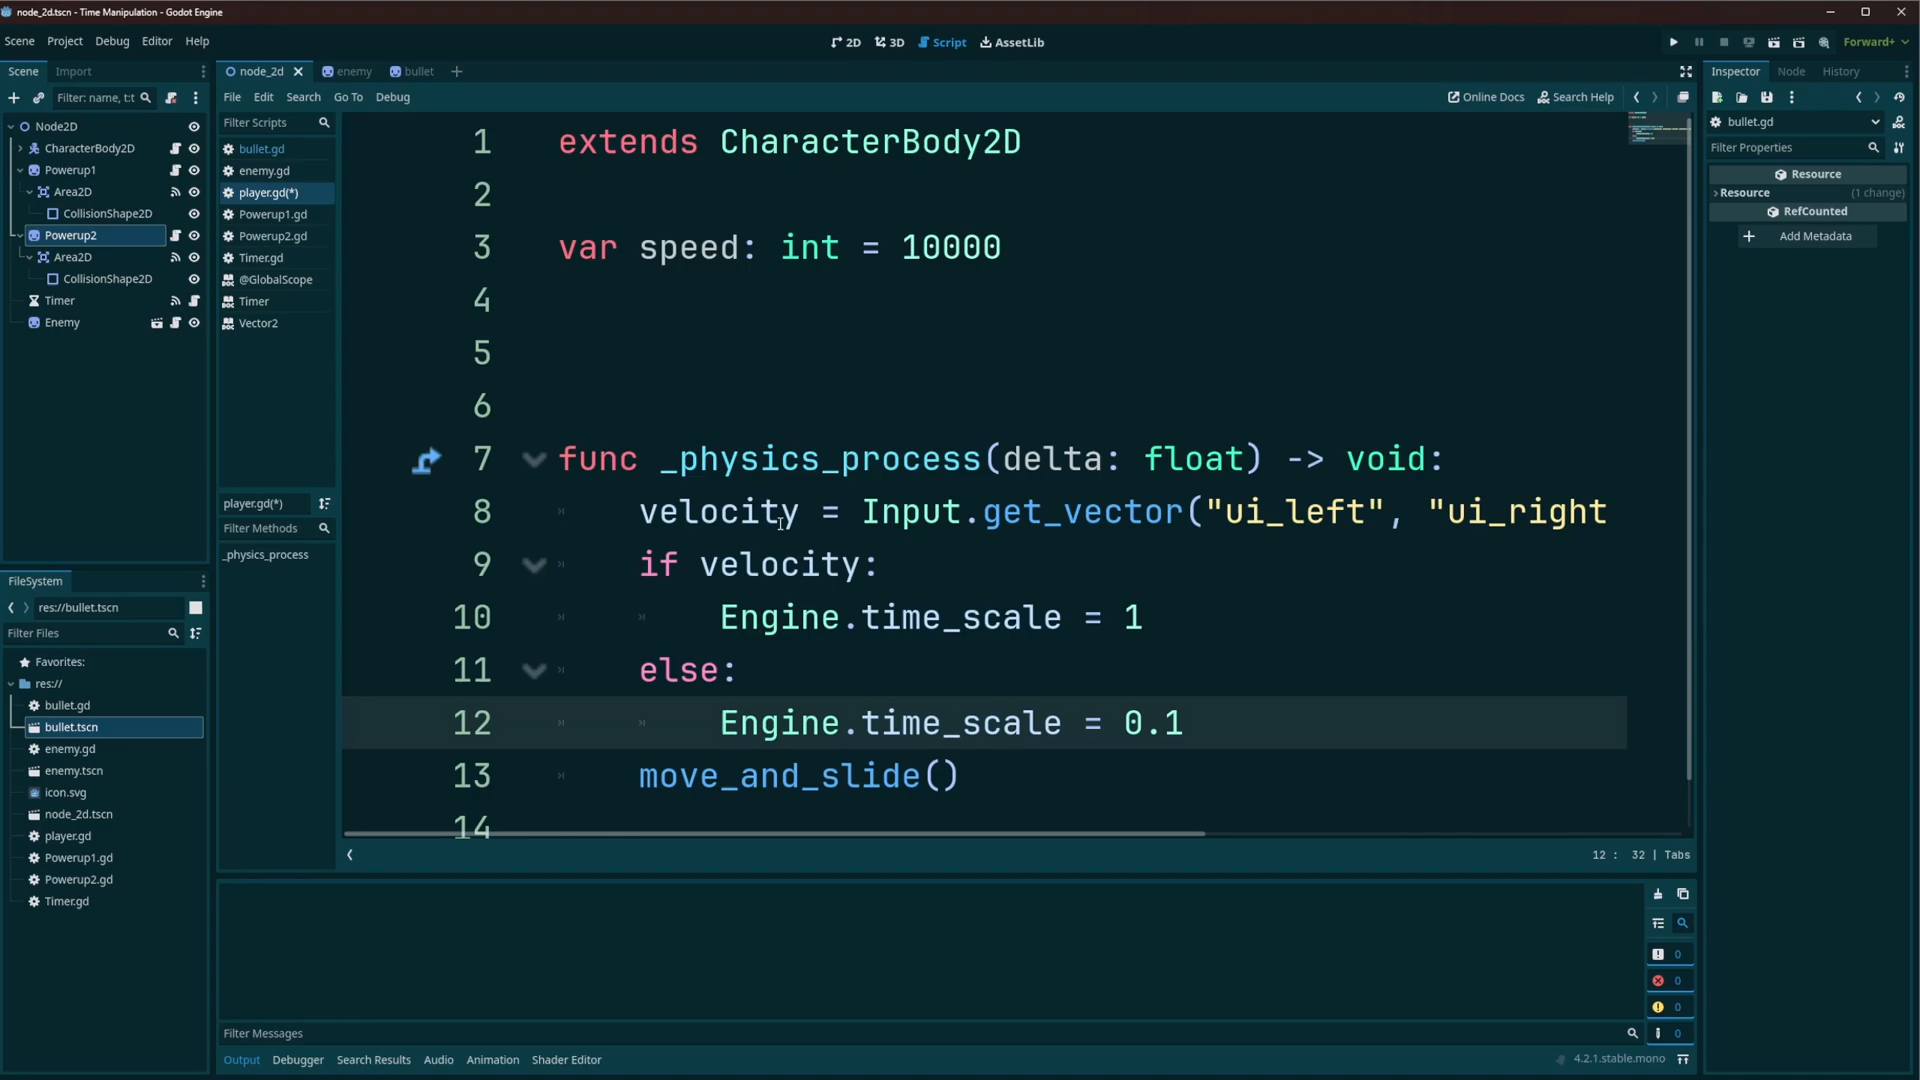 node_2d.tscn - Time Manipulation - Godot Engine
Scene Project Debug Editor Help
2D 3D Script AssetLib
Forward+
Scene Import
node_2d enemy bullet
Inspector Node History
Filter: name, t:t
File Edit Search Go To Debug
Online Docs Search Help
Node2D
CharacterBody2D
Powerup1
Area2D
CollisionShape2D
Powerup2
Area2D
CollisionShape2D
Timer
Enemy
Filter Scripts
bullet.gd
enemy.gd
player.gd(*)
Powerup1.gd
Powerup2.gd
Timer.gd
@GlobalScope
Timer
Vector2
player.gd(*)
Filter Methods
_physics_process
1 extends CharacterBody2D
2
3 var speed: int = 10000
4
5
6
7 func _physics_process(delta: float) -> void:
8 velocity = Input.get_vector("ui_left", "ui_right
9 if velocity:
10 Engine.time_scale = 1
11 else:
12 Engine.time_scale = 0.1
13 move_and_slide()
14
12 : 32 | Tabs
bullet.gd
Filter Properties
Resource
Resource (1 change)
RefCounted
Add Metadata
FileSystem
res://bullet.tscn
Filter Files
Favorites:
res://
bullet.gd
bullet.tscn
enemy.gd
enemy.tscn
icon.svg
node_2d.tscn
player.gd
Powerup1.gd
Powerup2.gd
Timer.gd
0
0
0
0
Filter Messages
Output Debugger Search Results Audio Animation Shader Editor
4.2.1.stable.mono